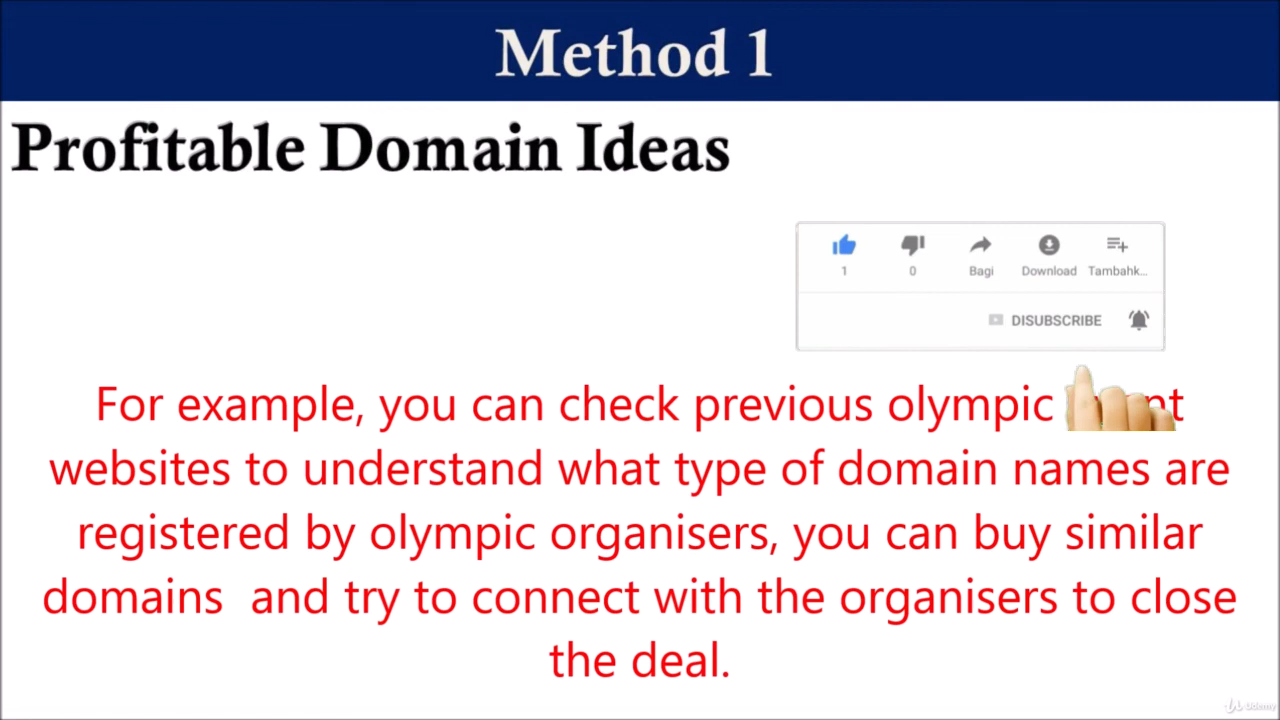 Method 1
Profitable Domain Ideas
1
0
Bagi
Download
Tambahk...
DISUBSCRIBE
For example, you can check previous olympic
websites to understand what type of domain names are
registered by olympic organisers, you can buy similar
domains and try to connect with the organisers to close
the deal.
Udemy